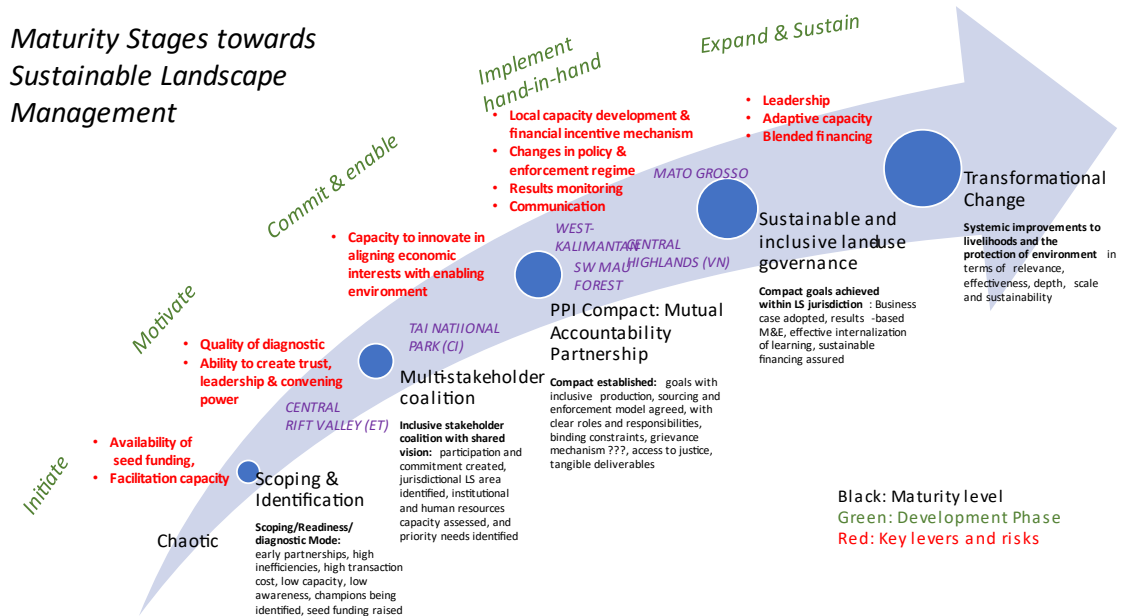 Maturity Stages towards
Sustainable Landscape
Management
Initiate
Motivate
Commit & enable
Implement
hand-in-hand
Expand & Sustain
• Availability of
seed funding,
• Facilitation capacity
• Quality of diagnostic
• Ability to create trust,
leadership & convening
power
• Capacity to innovate in
aligning economic
interests with enabling
environment
• Local capacity development &
financial incentive mechanism
• Changes in policy &
enforcement regime
• Results monitoring
• Communication
• Leadership
• Adaptive capacity
• Blended financing
CENTRAL
RIFT VALLEY (ET)
TAI NATIIONAL
PARK (CI)
WEST-
KALIMANTAN
SW MAU
FOREST
CENTRAL
HIGHLANDS (VN)
MATO GROSSO
Chaotic
Scoping &
Identification
Scoping/Readiness/
diagnostic Mode:
early partnerships, high
inefficiencies, high transaction
cost, low capacity, low
awareness, champions being
identified, seed funding raised
Multi-stakeholder
coalition
Inclusive stakeholder
coalition with shared
vision: participation and
commitment created,
jurisdictional LS area
identified, institutional
and human resources
capacity assessed, and
priority needs identified
PPI Compact: Mutual
Accountability
Partnership
Compact established: goals with
inclusive production, sourcing and
enforcement model agreed, with
clear roles and responsibilities,
binding constraints, grievance
mechanism ???, access to justice,
tangible deliverables
Sustainable and
inclusive landuse
governance
Compact goals achieved
within LS jurisdiction : Business
case adopted, results -based
M&E, effective internalization
of learning, sustainable
financing assured
Transformational
Change
Systemic improvements to
livelihoods and the
protection of environment in
terms of relevance,
effectiveness, depth, scale
and sustainability
Black: Maturity level
Green: Development Phase
Red: Key levers and risks